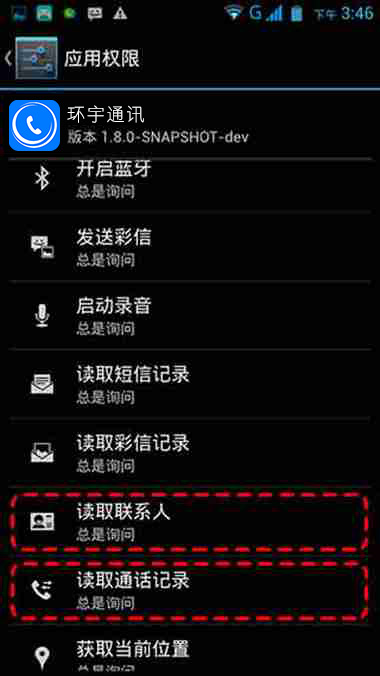 G 下午 3:46
应用权限
环宇通讯
版本 1.8.0-SNAPSHOT-dev
开启蓝牙
总是询问
发送彩信
总是询问
启动录音
总是询问
读取短信记录
总是询问
读取彩信记录
总是询问
读取联系人
总是询问
读取通话记录
总是询问
获取当前位置
总是询问